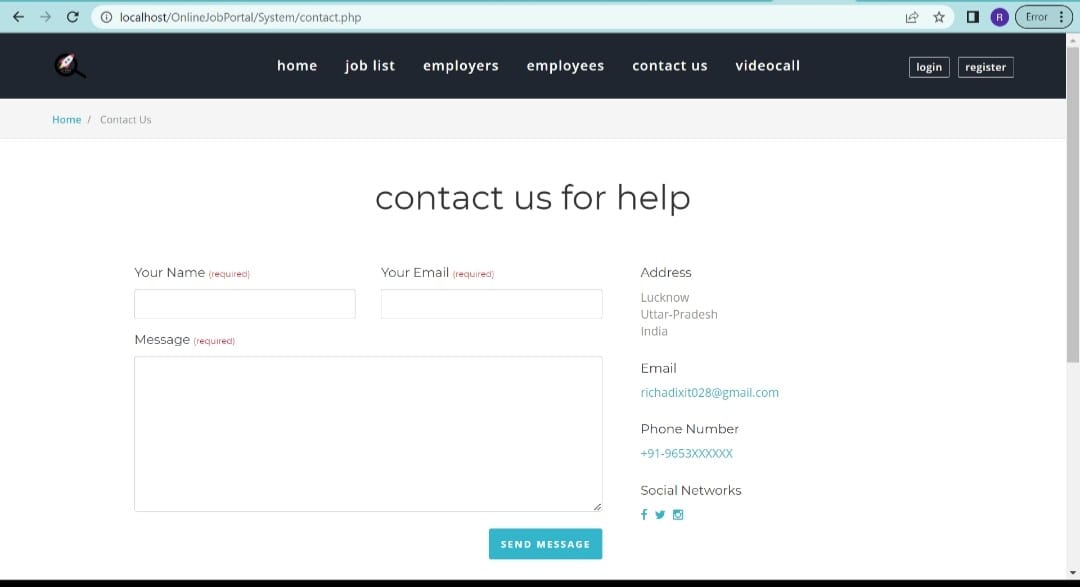 localhost/OnlineJobPortal/System/contact.php
R
Error
home job list employers employees contact us videocall
login register
Home / Contact Us
contact us for help
Your Name (required)
Your Email (required)
Message (required)
SEND MESSAGE
Address
Lucknow
Uttar-Pradesh
India
Email
richadixit028@gmail.com
Phone Number
+91-9653XXXXXX
Social Networks